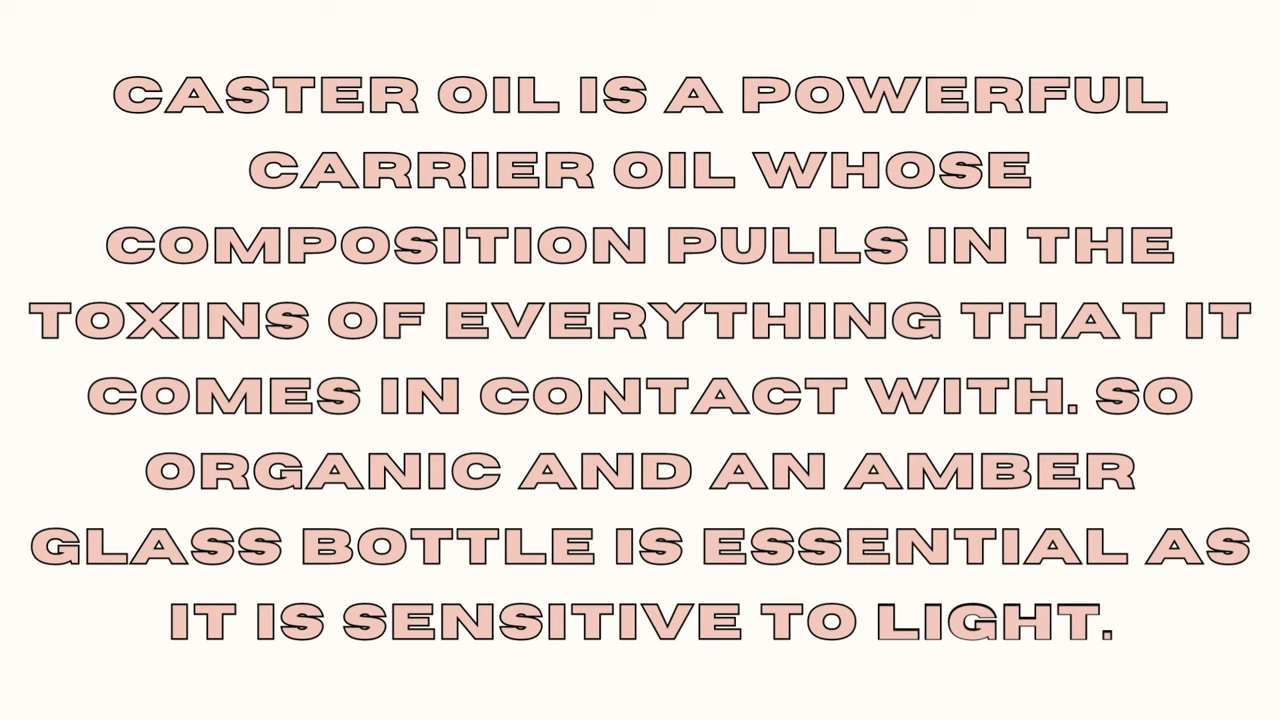 CASTER OIL IS A POWERFUL
CARRIER OIL WHOSE
COMPOSITION PULLS IN THE
TOXINS OF EVERYTHING THAT IT
COMES IN CONTACT WITH. SO
ORGANIC AND AN AMBER
GLASS BOTTLE IS ESSENTIAL AS
IT IS SENSITIVE TO LIGHT.